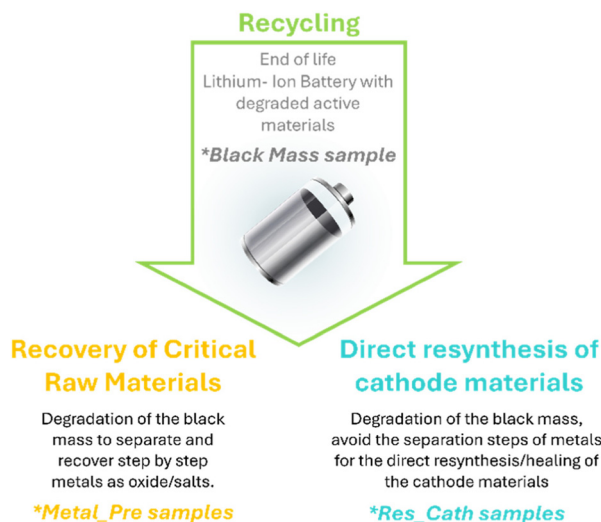 Recycling
End of life
Lithium- Ion Battery with
degraded active
materials
*Black Mass sample
Recovery of Critical
Raw Materials
Degradation of the black
mass to separate and
recover step by step
metals as oxide/salts.
*Metal_Pre samples
Direct resynthesis of
cathode materials
Degradation of the black mass,
avoid the separation steps of metals
for the direct resynthesis/healing of
the cathode materials
*Res_Cath samples